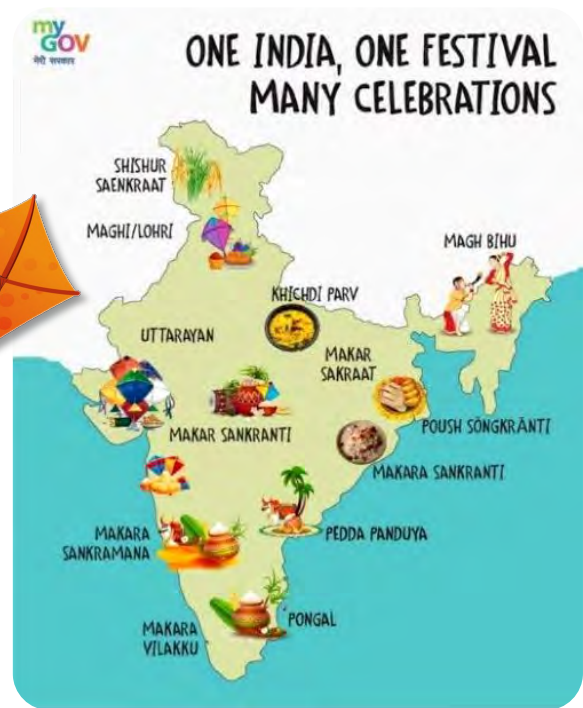 my
GOV
मेरी सरकार
ONE INDIA, ONE FESTIVAL
MANY CELEBRATIONS
SHISHUR
SAENKRAAT
MAGHI/LOHRI
MAGH BIHU
KHICHDI PARV
UTTARAYAN
MAKAR
SAKRAAT
MAKAR SANKRANTI
POUSH SŌNGKRĀNTI
MAKARA SANKRANTI
MAKARA
SANKRAMANA
PEDDA PANDUYA
MAKARA
VILAKKU
PONGAL